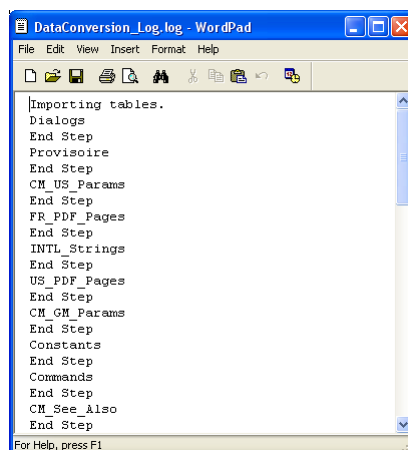 DataConversion_Log.log - WordPad
File Edit View Insert Format Help
Importing tables.
Dialogs
End Step
Provisoire
End Step
CM_US_Params
End Step
FR_PDF_Pages
End Step
INTL_Strings
End Step
US_PDF_Pages
End Step
CM_GM_Params
End Step
Constants
End Step
Commands
End Step
CM_See_Also
End Step
For Help, press F1